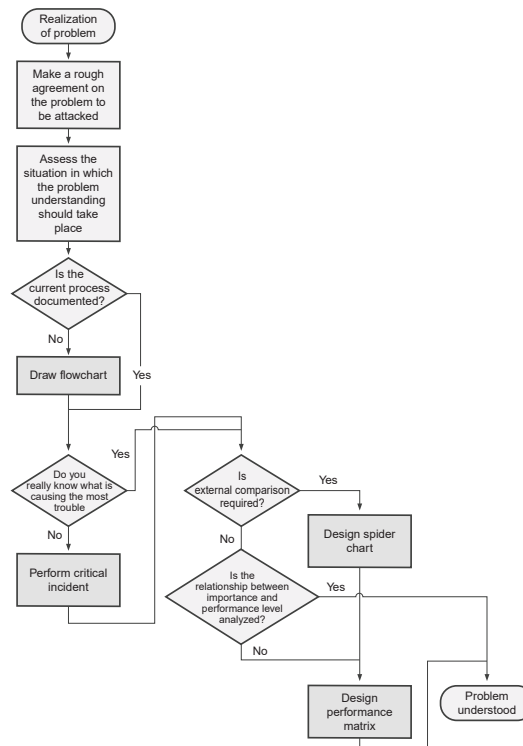 Realization
of problem
Make a rough
agreement on
the problem to
be attacked
Assess the
situation in which
the problem
understanding
should take
place
Is the
current process
documented?
No
Yes
Draw flowchart
Do you
really know what is
causing the most
trouble
Yes
No
Perform critical
incident
Is
external comparison
required?
Yes
No
Design spider
chart
Is the
relationship between
importance and
performance level
analyzed?
Yes
No
Design
performance
matrix
Problem
understood